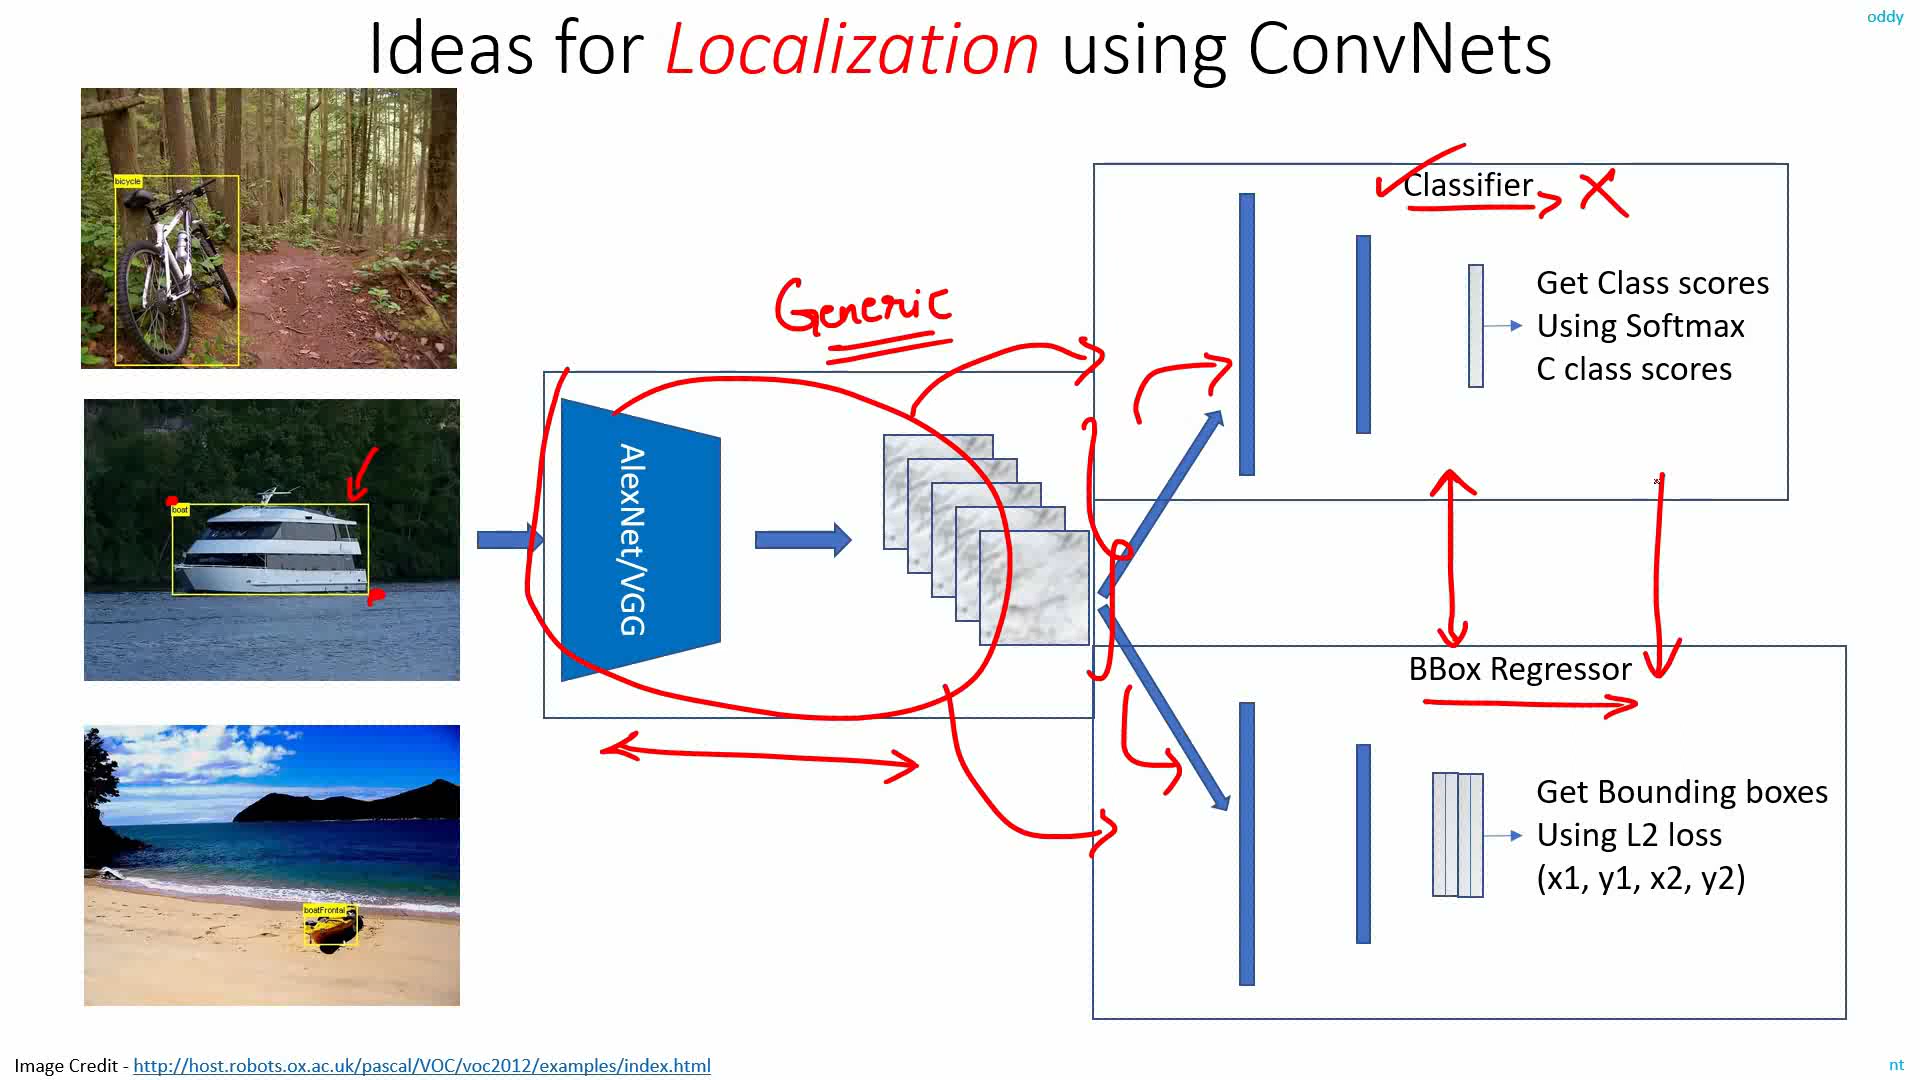 Ideas for Localization using ConvNets
oddy
bicycle
boat
boatFrontal
Generic
AlexNet/VGG
Classifier
X
Get Class scores
Using Softmax
C class scores
BBox Regressor
Get Bounding boxes
Using L2 loss
(x1, y1, x2, y2)
Image Credit - http://host.robots.ox.ac.uk/pascal/VOC/voc2012/examples/index.html
nt